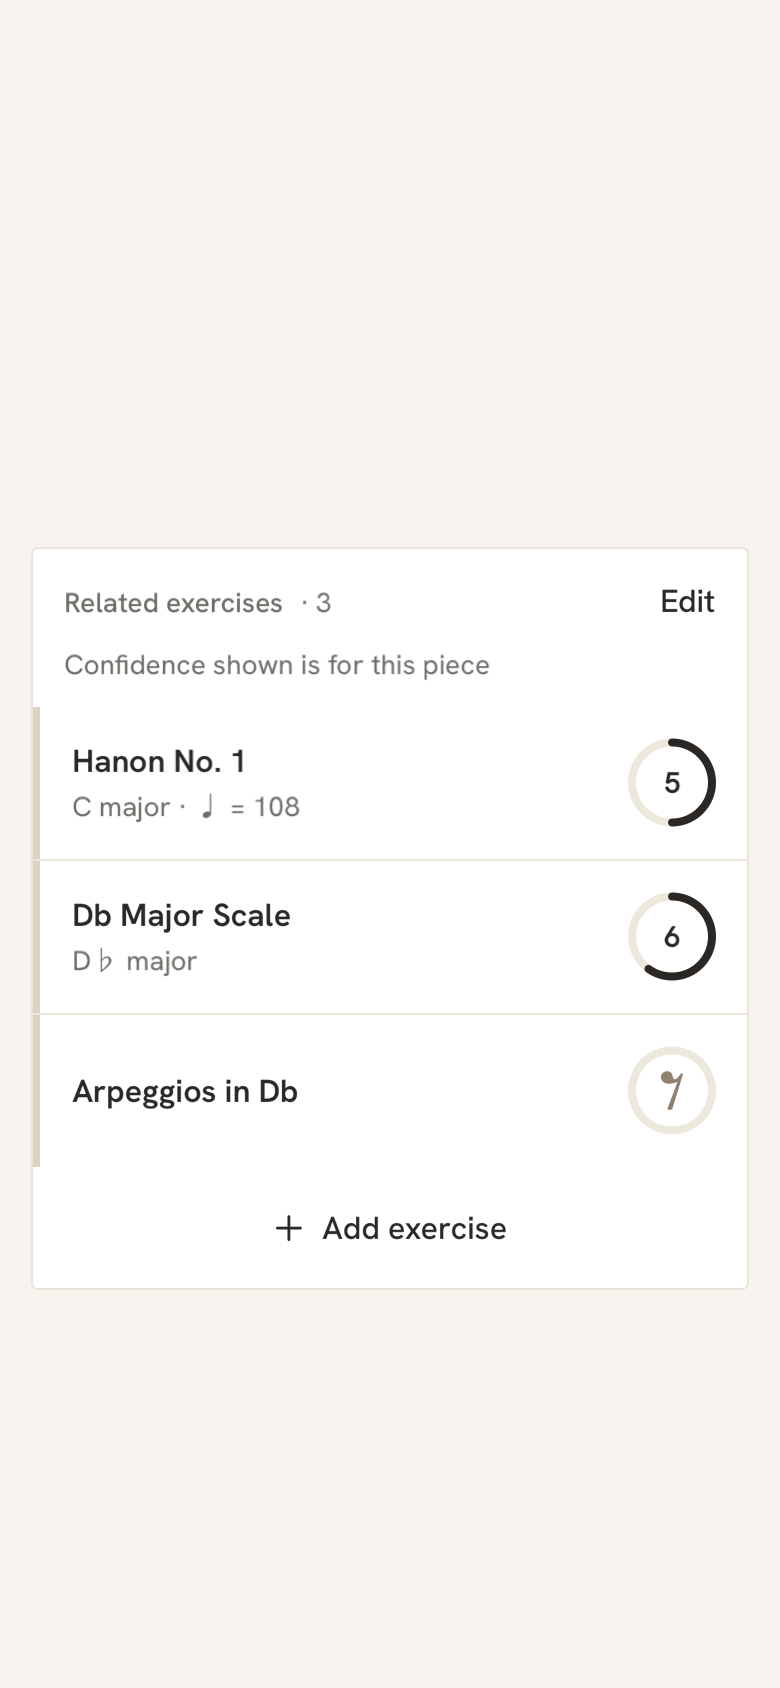 Related exercises · 3
Edit
Confidence shown is for this piece
Hanon No. 1
C major · ♩ = 108
5
Db Major Scale
D♭ major
6
Arpeggios in Db
𝄾
+ Add exercise